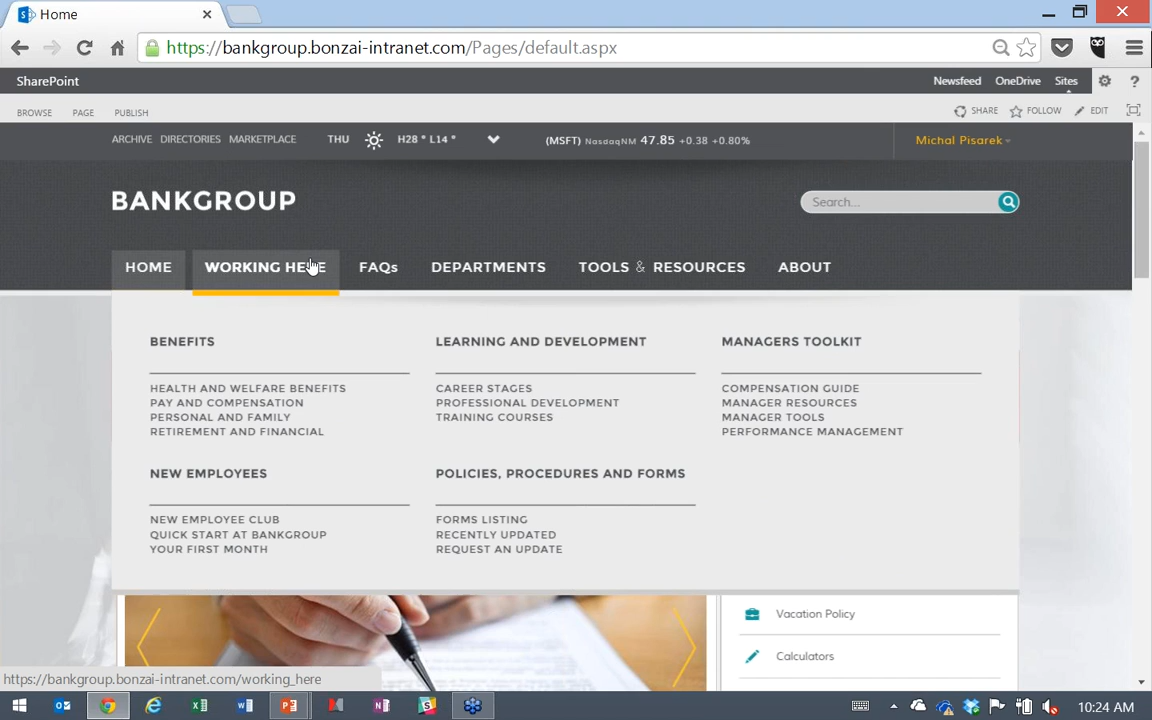 Home
https://bankgroup.bonzai-intranet.com/Pages/default.aspx
SharePoint
Newsfeed OneDrive Sites ?
BROWSE PAGE PUBLISH
SHARE FOLLOW EDIT
ARCHIVE DIRECTORIES MARKETPLACE THU H28 ° L14 ° (MSFT) NasdaqNM 47.85 +0.38 +0.80% Michal Pisarek
BANKGROUP
Search...
HOME WORKING HERE FAQs DEPARTMENTS TOOLS & RESOURCES ABOUT
BENEFITS
HEALTH AND WELFARE BENEFITS
PAY AND COMPENSATION
PERSONAL AND FAMILY
RETIREMENT AND FINANCIAL
LEARNING AND DEVELOPMENT
CAREER STAGES
PROFESSIONAL DEVELOPMENT
TRAINING COURSES
MANAGERS TOOLKIT
COMPENSATION GUIDE
MANAGER RESOURCES
MANAGER TOOLS
PERFORMANCE MANAGEMENT
NEW EMPLOYEES
NEW EMPLOYEE CLUB
QUICK START AT BANKGROUP
YOUR FIRST MONTH
POLICIES, PROCEDURES AND FORMS
FORMS LISTING
RECENTLY UPDATED
REQUEST AN UPDATE
Vacation Policy
Calculators
https://bankgroup.bonzai-intranet.com/working_here
10:24 AM